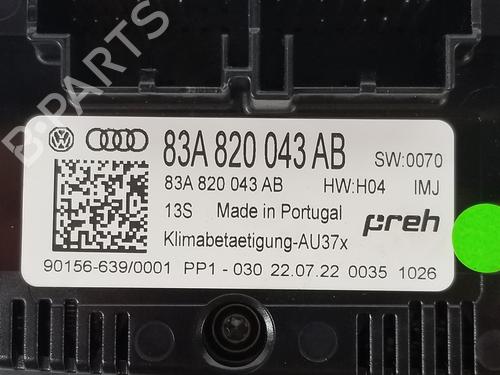 B-PARTS
83A 820 043 AB SW:0070
83A 820 043 AB HW:H04 IMJ
13S Made in Portugal preh
Klimabetaetigung-AU37x
90156-639/0001 PP1 - 030 22.07.22 0035 1026